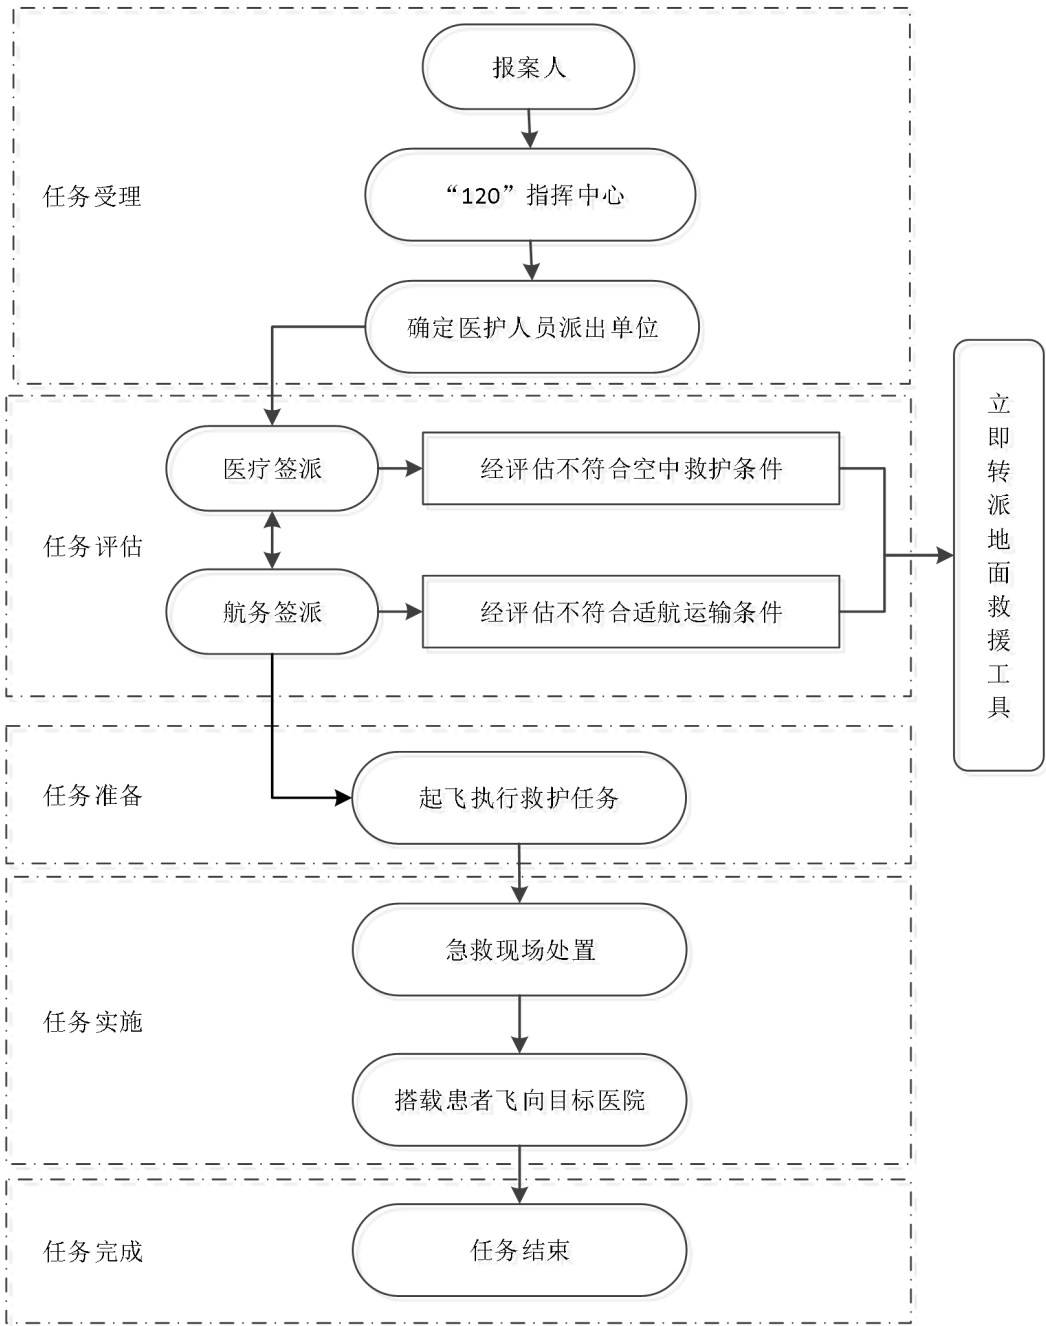 报案人
“120”指挥中心
任务受理
确定医护人员派出单位
医疗签派
经评估不符合空中救护条件
任务评估
航务签派
经评估不符合适航运输条件
立即转派地面救援工具
任务准备
起飞执行救护任务
急救现场处置
任务实施
搭载患者飞向目标医院
任务完成
任务结束